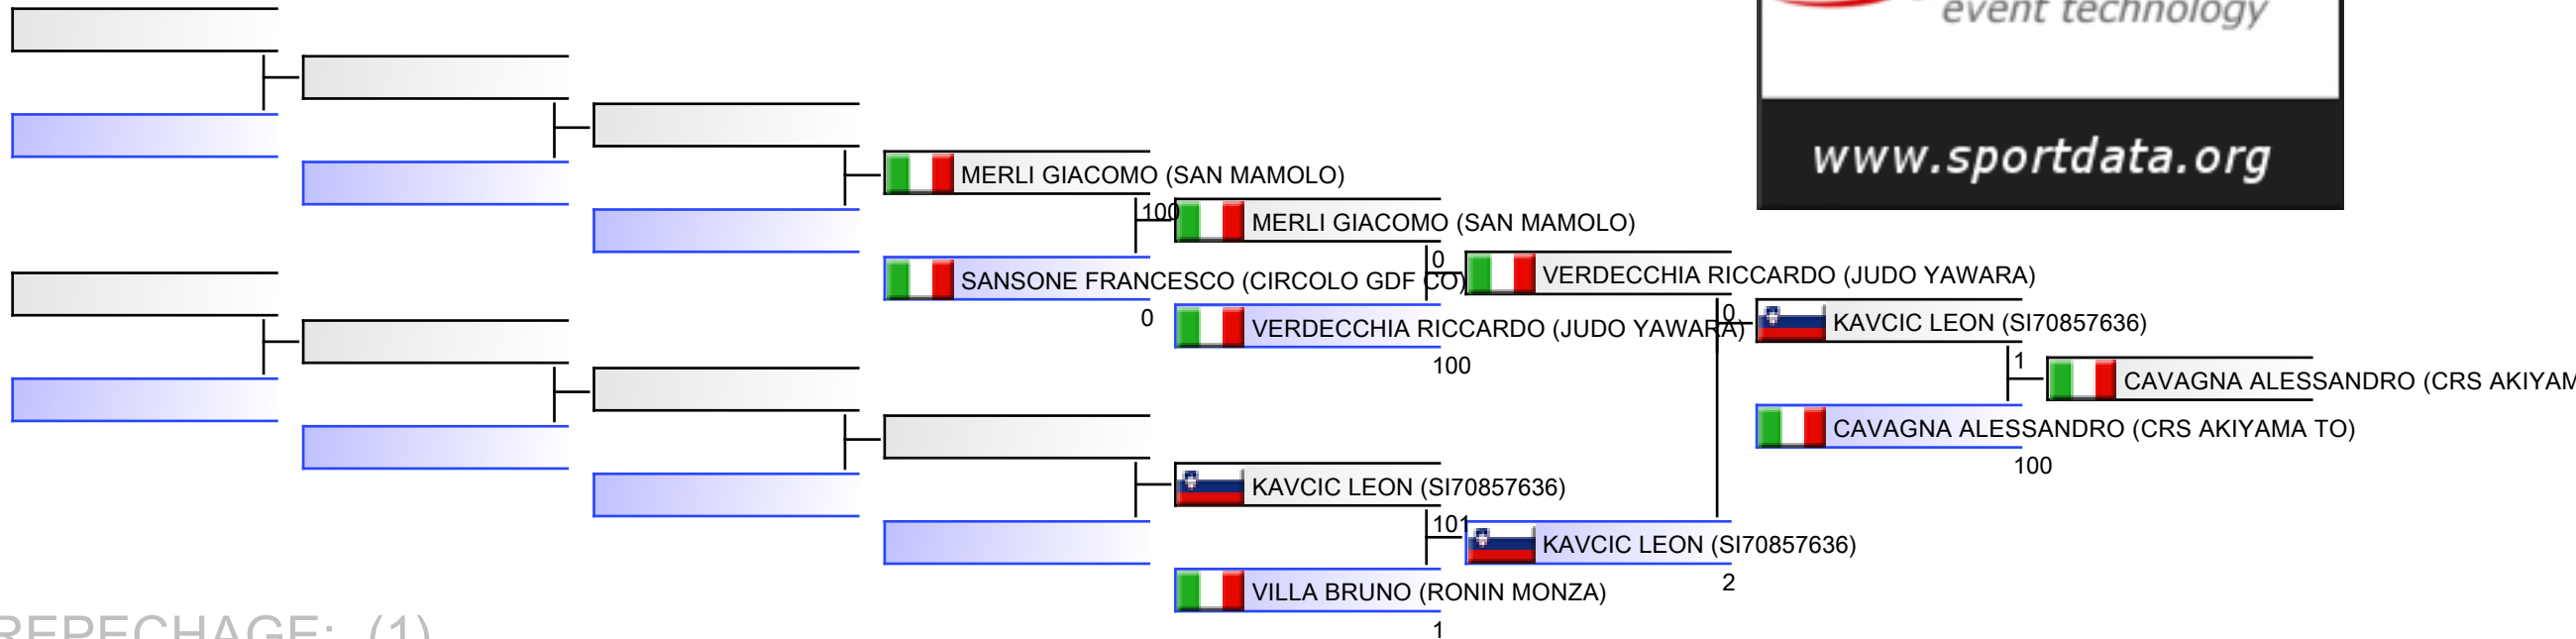 event technology
www.sportdata.org
MERLI GIACOMO (SAN MAMOLO)
100
MERLI GIACOMO (SAN MAMOLO)
0
SANSONE FRANCESCO (CIRCOLO GDF CO)
0
VERDECCHIA RICCARDO (JUDO YAWARA)
VERDECCHIA RICCARDO (JUDO YAWARA)
100
0
KAVCIC LEON (SI70857636)
1
CAVAGNA ALESSANDRO (CRS AKIYAM
CAVAGNA ALESSANDRO (CRS AKIYAMA TO)
100
KAVCIC LEON (SI70857636)
101
KAVCIC LEON (SI70857636)
2
VILLA BRUNO (RONIN MONZA)
1
REPECHAGE: (1)